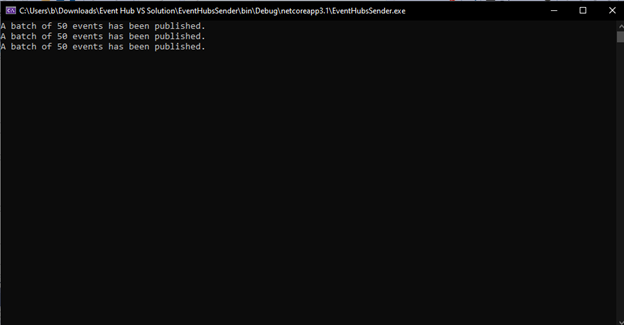 C:\Users\b\Downloads\Event Hub VS Solution\EventHubsSender\bin\Debug\netcoreapp3.1\EventHubsSender.exe
A batch of 50 events has been published.
A batch of 50 events has been published.
A batch of 50 events has been published.